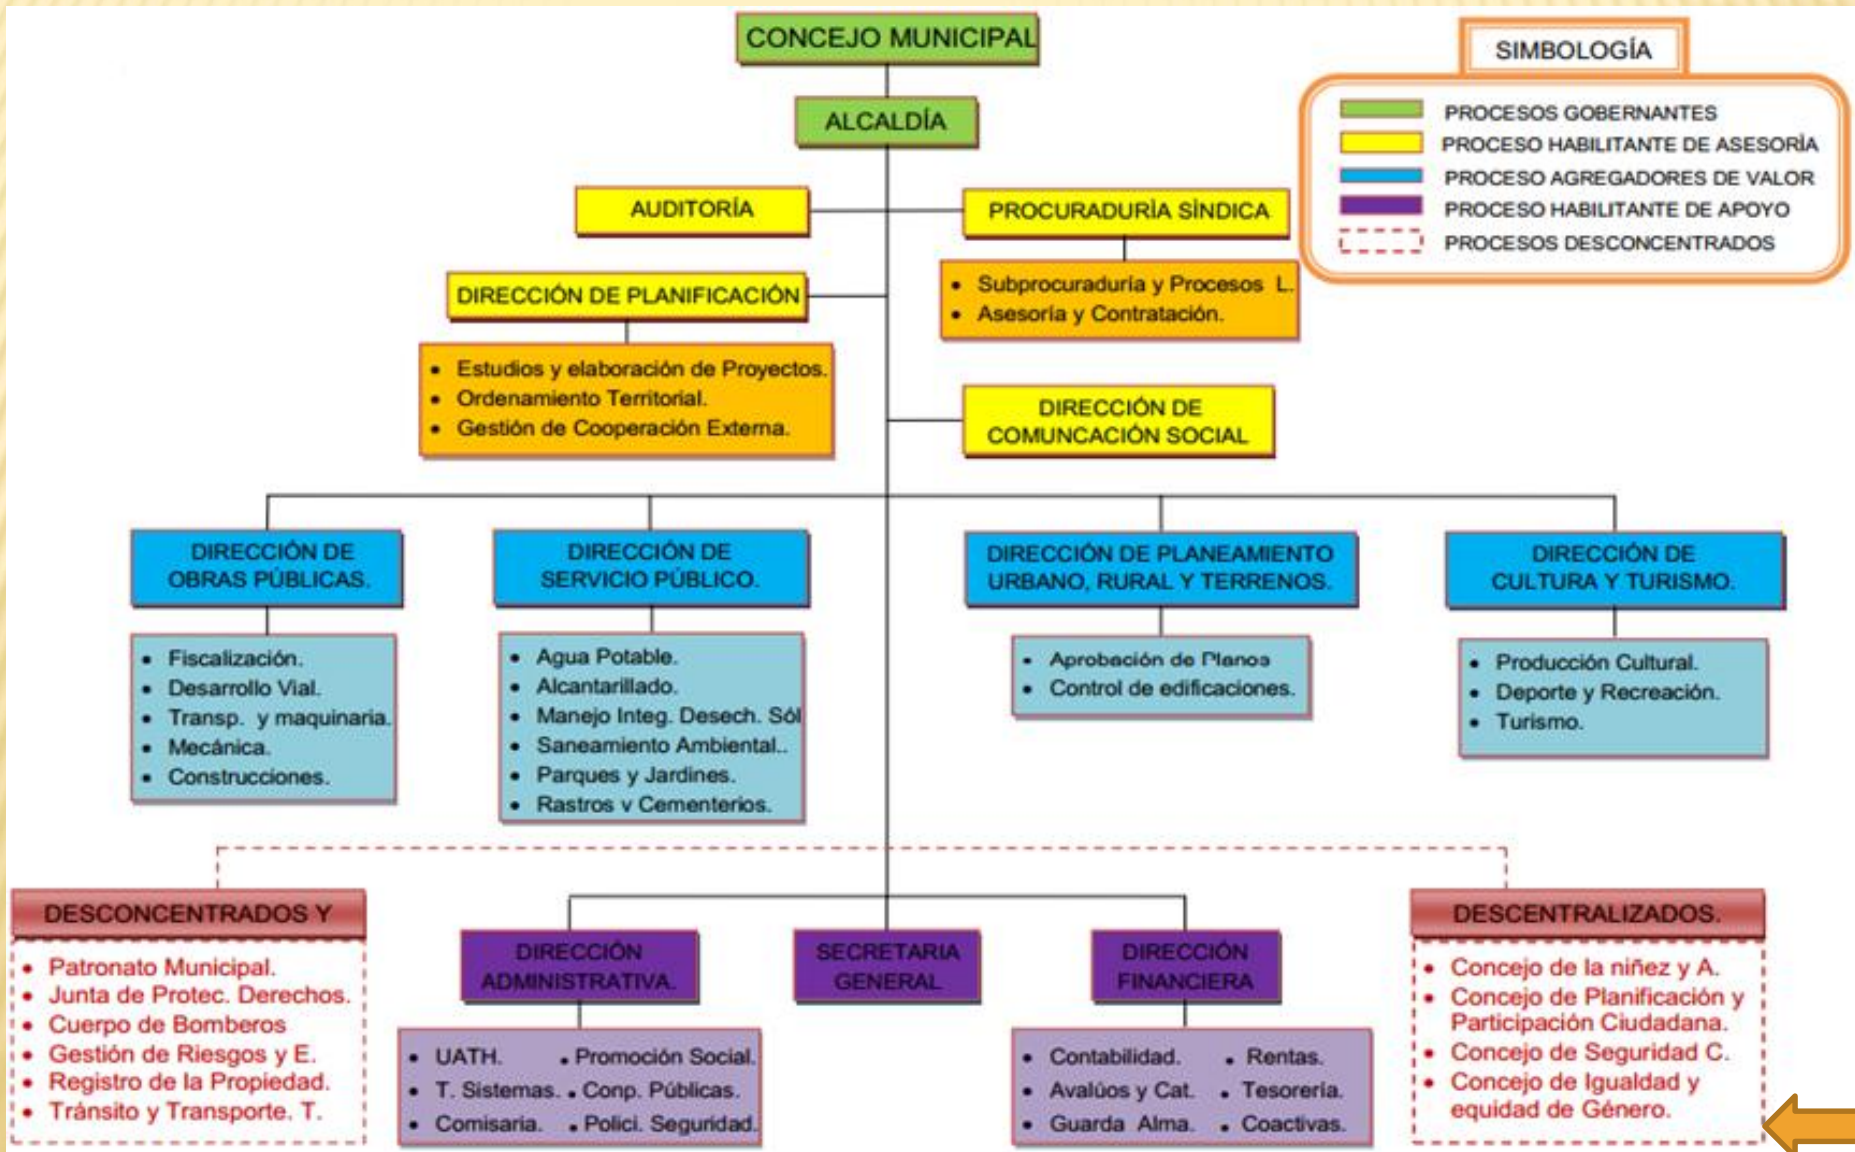 CONCEJO MUNICIPAL
ALCALDÍA
SIMBOLOGÍA
PROCESOS GOBERNANTES
PROCESO HABILITANTE DE ASESORÌA
PROCESO AGREGADORES DE VALOR
PROCESO HABILITANTE DE APOYO
PROCESOS DESCONCENTRADOS
AUDITORÍA
PROCURADURÌA SÌNDICA
• Subprocuraduría y Procesos L.
• Asesoría y Contratación.
DIRECCIÓN DE PLANIFICACIÓN
• Estudios y elaboración de Proyectos.
• Ordenamiento Territorial.
• Gestión de Cooperación Externa.
DIRECCIÓN DE
COMUNCACIÓN SOCIAL
DIRECCIÓN DE
OBRAS PÚBLICAS.
• Fiscalización.
• Desarrollo Vial.
• Transp. y maquinaria.
• Mecánica.
• Construcciones.
DIRECCIÓN DE
SERVICIO PÚBLICO.
• Agua Potable.
• Alcantarillado.
• Manejo Integ. Desech. Sól
• Saneamiento Ambiental..
• Parques y Jardines.
• Rastros v Cementerios.
DIRECCIÓN DE PLANEAMIENTO
URBANO, RURAL Y TERRENOS.
• Aprobación de Planos
• Control de edificaciones.
DIRECCIÓN DE
CULTURA Y TURISMO.
• Producción Cultural.
• Deporte y Recreación.
• Turismo.
DESCONCENTRADOS Y
• Patronato Municipal.
• Junta de Protec. Derechos.
• Cuerpo de Bomberos
• Gestión de Riesgos y E.
• Registro de la Propiedad.
• Tránsito y Transporte. T.
DIRECCIÓN
ADMINISTRATIVA.
• UATH. • Promoción Social.
• T. Sistemas. • Conp. Públicas.
• Comisaria. • Polici. Seguridad.
SECRETARIA
GENERAL
DIRECCIÓN
FINANCIERA
• Contabilidad. • Rentas.
• Avalúos y Cat. • Tesorería.
• Guarda Alma. • Coactivas.
DESCENTRALIZADOS.
• Concejo de la niñez y A.
• Concejo de Planificación y
Participación Ciudadana.
• Concejo de Seguridad C.
• Concejo de Igualdad y
equidad de Género.